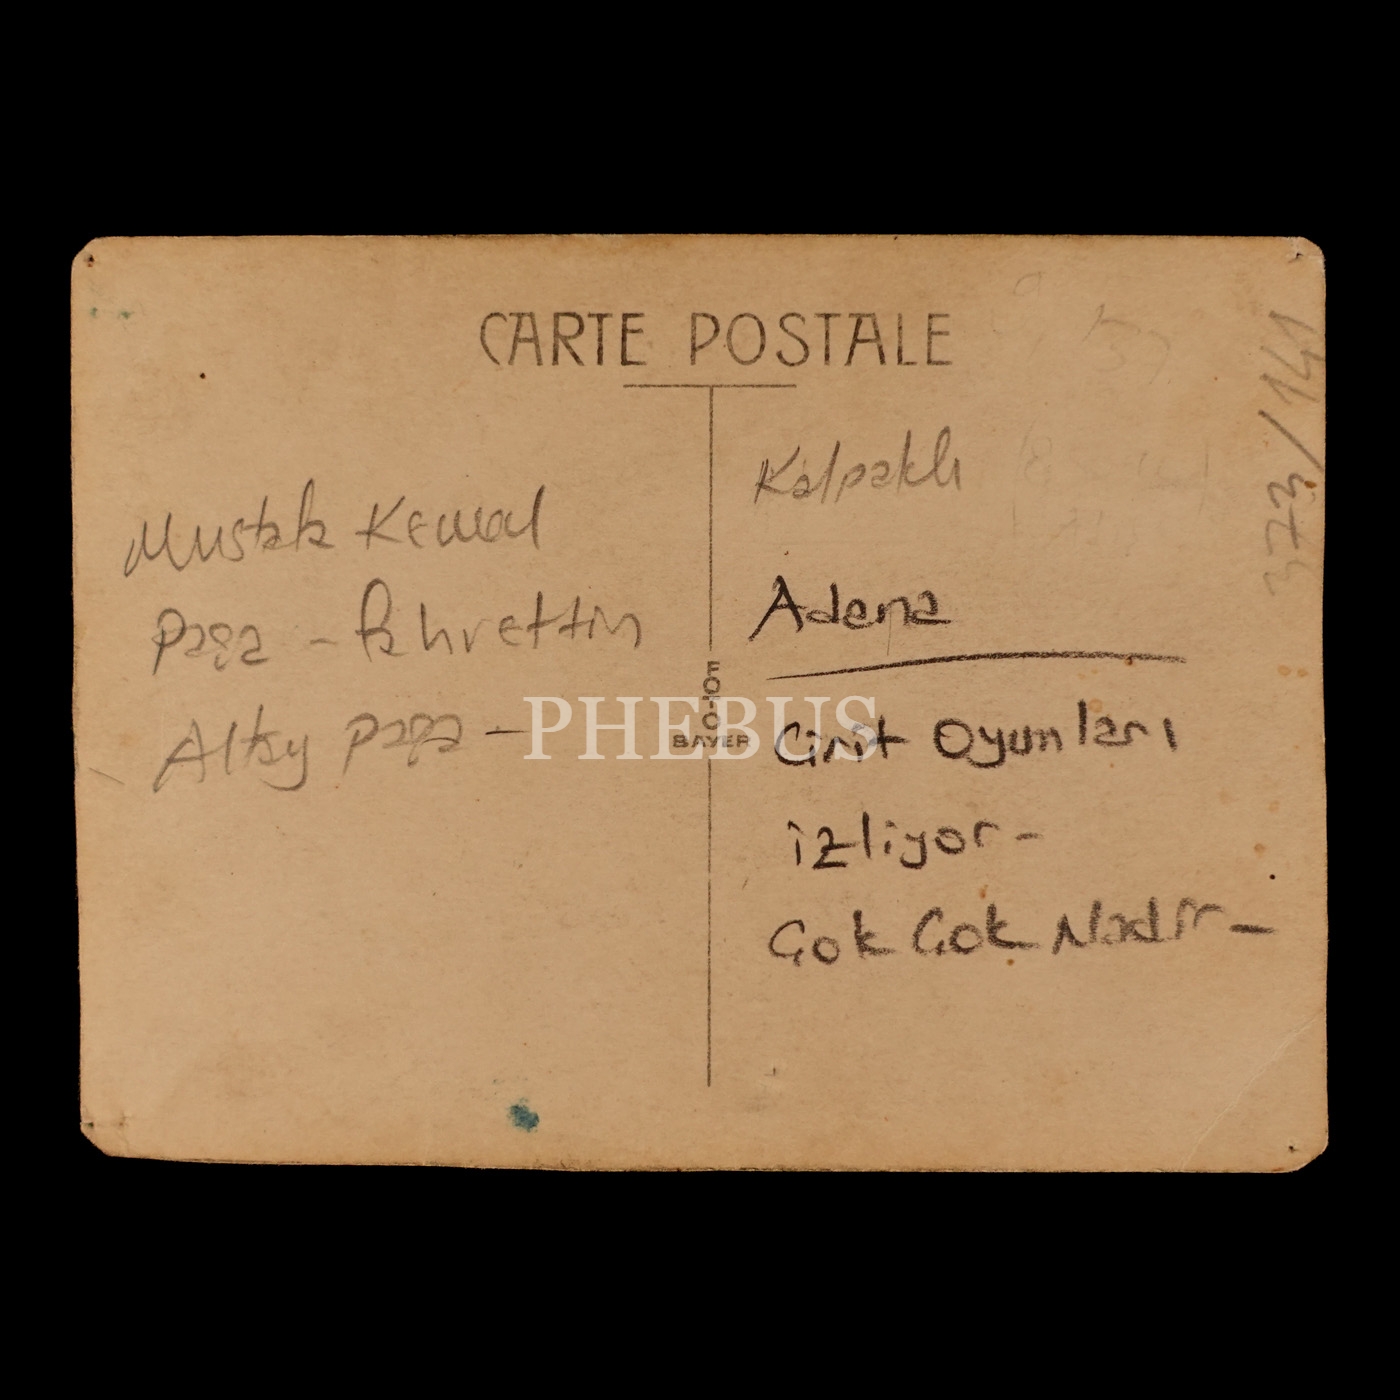 CARTE POSTALE
Mustafa Kemal
Paşa - Fahrettin
Altay paşa -
Kalpaklı
Adana
Cirit Oyunları
izliyor -
Çok Çok Nadir -
373/141
FOTO
BAYER
PHEBUS